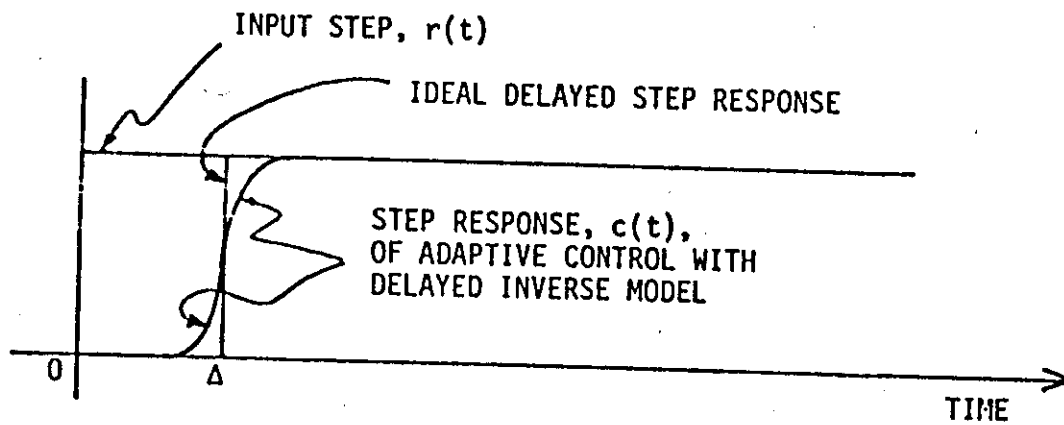 INPUT STEP, r(t)
IDEAL DELAYED STEP RESPONSE
STEP RESPONSE, c(t),
OF ADAPTIVE CONTROL WITH
DELAYED INVERSE MODEL
0
Δ
TIME